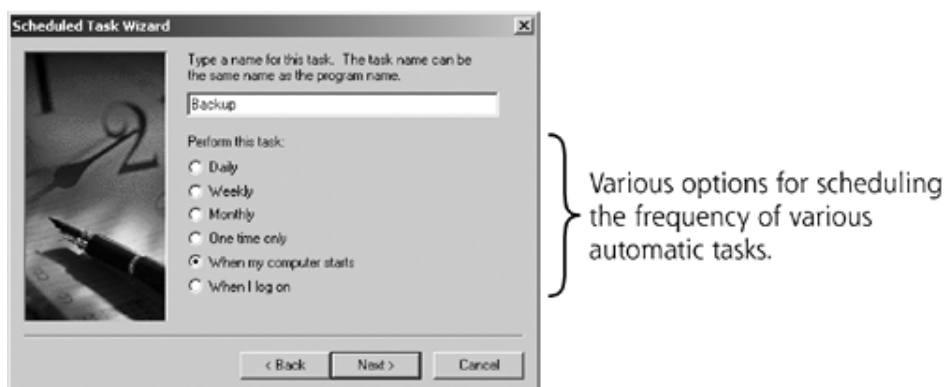 Scheduled Task Wizard
Type a name for this task. The task name can be
the same name as the program name.
Backup
Perform this task:
Daily
Weekly
Monthly
One time only
When my computer starts
When I log on
< Back
Next >
Cancel
Various options for scheduling
the frequency of various
automatic tasks.